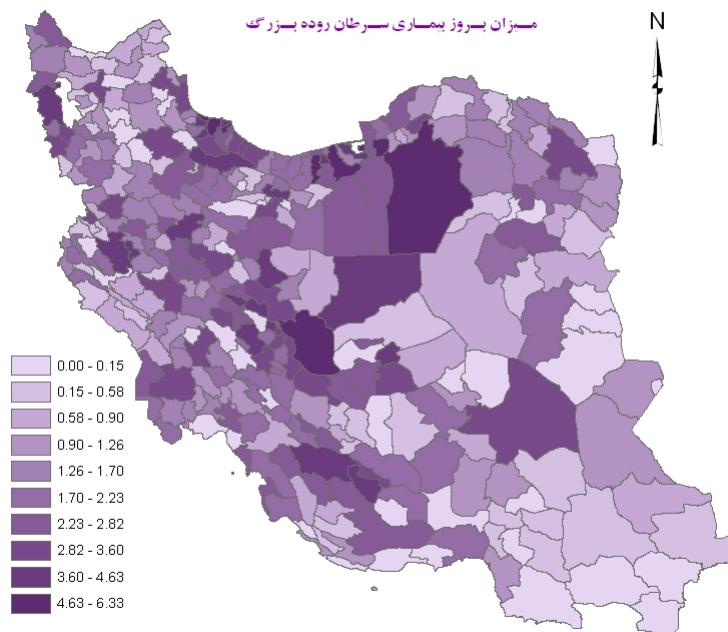 میزان بروز بیماری سرطان روده بزرگ
N
0.00 - 0.15
0.15 - 0.58
0.58 - 0.90
0.90 - 1.26
1.26 - 1.70
1.70 - 2.23
2.23 - 2.82
2.82 - 3.60
3.60 - 4.63
4.63 - 6.33